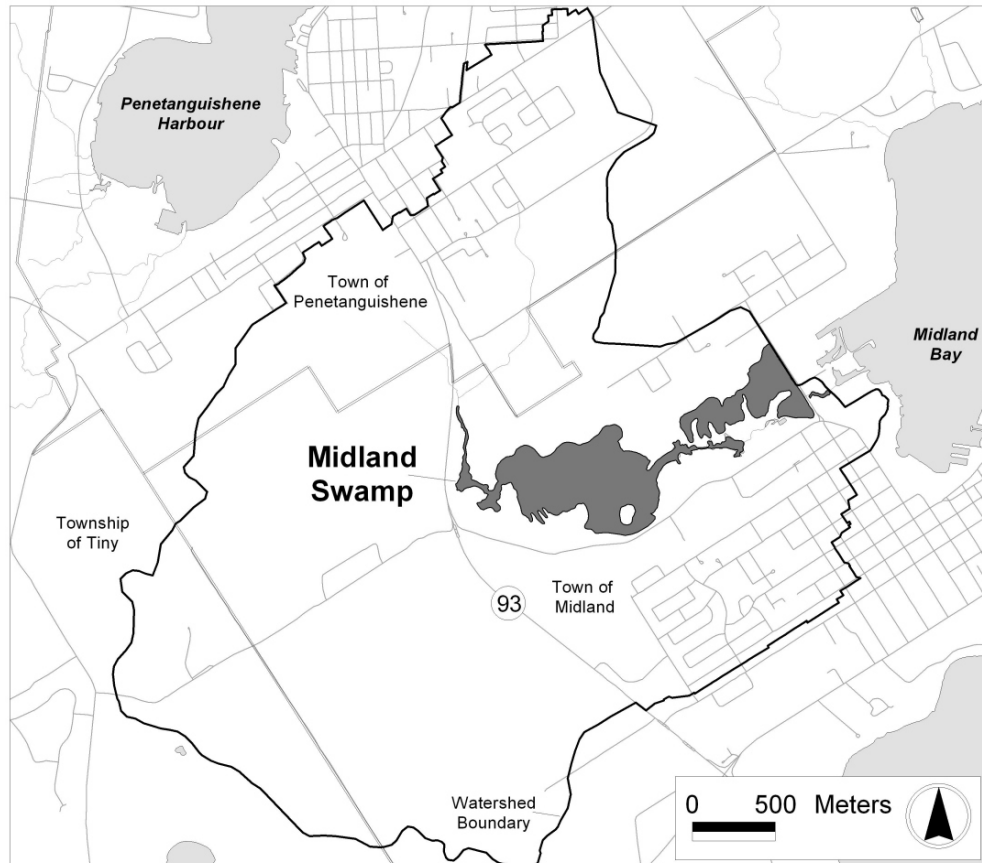 Penetanguishene
Harbour
Town of
Penetanguishene
Midland
Bay
Midland
Swamp
Township
of Tiny
93
Town of
Midland
Watershed
Boundary
0 500 Meters